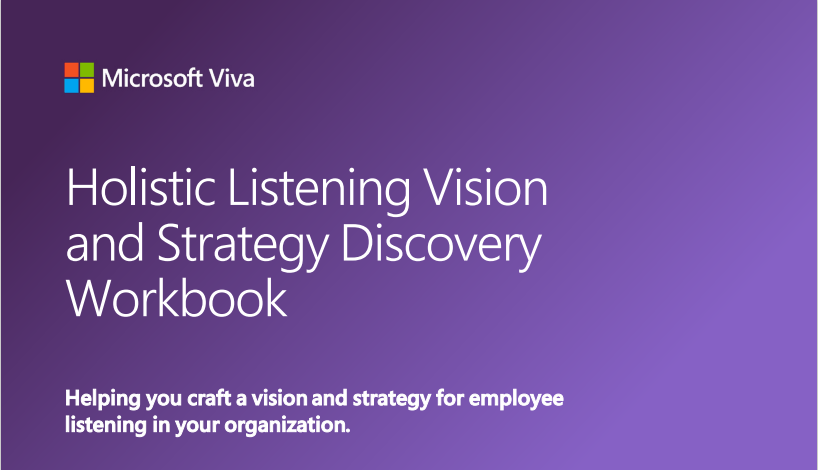 Microsoft Viva
Holistic Listening Vision
and Strategy Discovery
Workbook
Helping you craft a vision and strategy for employee
listening in your organization.